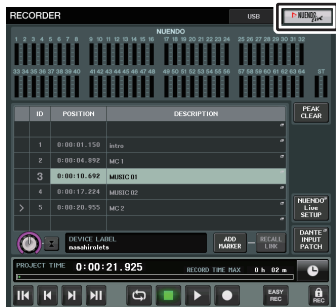 RECORDER
USB
NUENDO Live
NUENDO
1 2 3 4 5 6 7 8 9 10 11 12 13 14 15 16 17 18 19 20 21 22 23 24 25 26 27 28 29 30 31 32
33 34 35 36 37 38 39 40 41 42 43 44 45 46 47 48 49 50 51 52 53 54 55 56 57 58 59 60 61 62 63 64 ST
ID POSITION DESCRIPTION
PEAK CLEAR
1 0:00:01.150 intro
2 0:00:04.892 MC 1
3 0:00:10.692 MUSIC 01
4 0:00:17.224 MUSIC 02
> 5 0:00:20.955 MC 2
NUENDO Live SETUP
DEVICE LABEL
nasahirolets
ADD MARKER
RECALL LINK
DANTE INPUT PATCH
PROJECT TIME 0:00:21.925 RECORD TIME MAX 0 h 02 m
EASY REC
REC